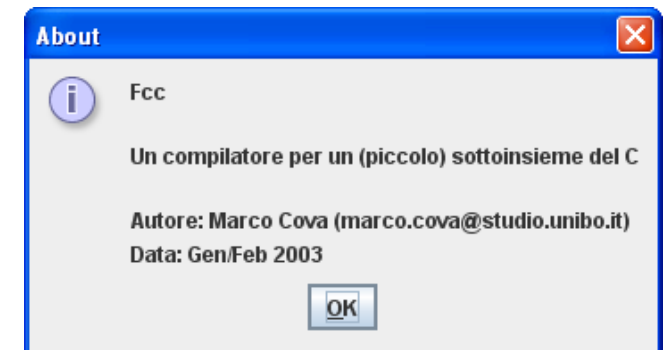 About
Fcc
Un compilatore per un (piccolo) sottoinsieme del C
Autore: Marco Cova (marco.cova@studio.unibo.it)
Data: Gen/Feb 2003
OK